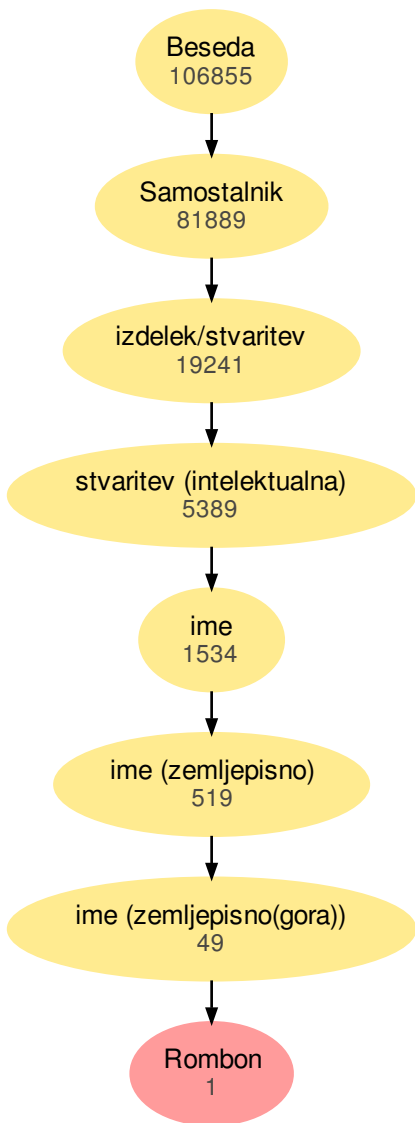 Beseda
106855
Samostalnik
81889
izdelek/stvaritev
19241
stvaritev (intelektualna)
5389
ime
1534
ime (zemljepisno)
519
ime (zemljepisno(gora))
49
Rombon
1